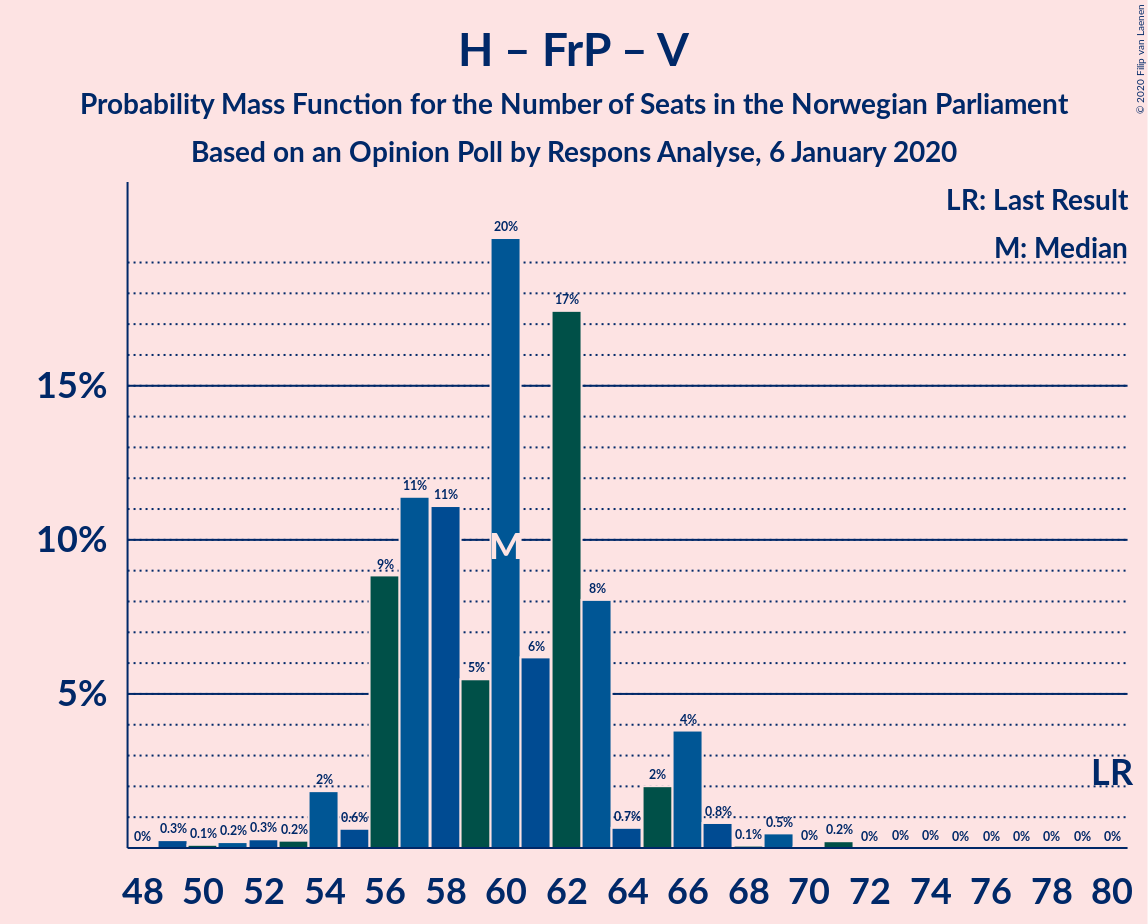 H – FrP – V
Probability Mass Function for the Number of Seats in the Norwegian Parliament
Based on an Opinion Poll by Respons Analyse, 6 January 2020
© 2020 Filip van Laenen
LR: Last Result
M: Median
15%
10%
5%
0% 0.3% 0.1% 0.2% 0.3% 0.2% 2% 0.6% 9% 11% 11% 5% 20% 6% 17% 8% 0.7% 2% 4% 0.8% 0.1% 0.5% 0% 0.2% 0% 0% 0% 0% 0% 0% 0% 0% 0%
M
LR
48 50 52 54 56 58 60 62 64 66 68 70 72 74 76 78 80